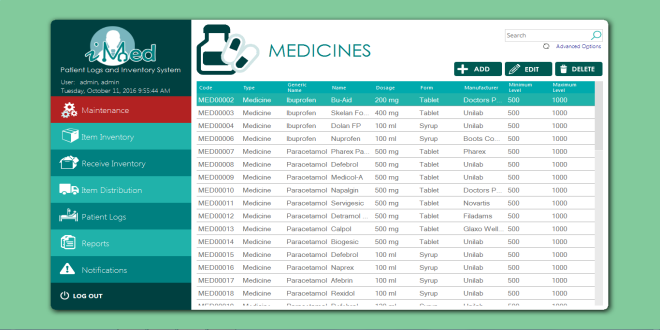 iMed
Patient Logs and Inventory System
User: admin, admin
Tuesday, October 11, 2016 9:55:44 AM
Maintenance
Item Inventory
Receive Inventory
Item Distribution
Patient Logs
Reports
Notifications
LOG OUT
MEDICINES
Search
Advanced Options
ADD EDIT DELETE
Code Type Generic Name Name Dosage Form Manufacturer Minimum Level Maximum Level
MED00002 Medicine Ibuprofen Bu-Aid 200 mg Tablet Doctors P... 500 1000
MED00003 Medicine Ibuprofen Skelan Fo... 400 mg Tablet Unilab 500 1000
MED00004 Medicine Ibuprofen Dolan FP 100 ml Syrup Unilab 500 1000
MED00006 Medicine Ibuprofen Nuprofen 100 ml Syrup Boots Co... 500 1000
MED00007 Medicine Paracetamol Pharex Pa... 500 mg Tablet Pharex 500 1000
MED00008 Medicine Paracetamol Defebrol 500 mg Tablet Unilab 500 1000
MED00009 Medicine Paracetamol Medicol-A 500 mg Tablet Unilab 500 1000
MED00010 Medicine Paracetamol Napalgin 500 mg Tablet Doctors P... 500 1000
MED00011 Medicine Paracetamol Servigesic 500 mg Tablet Novartis 500 1000
MED00012 Medicine Paracetamol Detramol ... 500 mg Tablet Filadams 500 1000
MED00013 Medicine Paracetamol Calpol 500 mg Tablet Glaxo Well... 500 1000
MED00014 Medicine Paracetamol Biogesic 500 mg Tablet Unilab 500 1000
MED00015 Medicine Paracetamol Defebrol 100 ml Syrup Unilab 500 1000
MED00016 Medicine Paracetamol Naprex 100 ml Syrup Unilab 500 1000
MED00017 Medicine Paracetamol Afebrin 100 ml Syrup Unilab 500 1000
MED00018 Medicine Paracetamol Rexidol 100 ml Syrup Unilab 500 1000